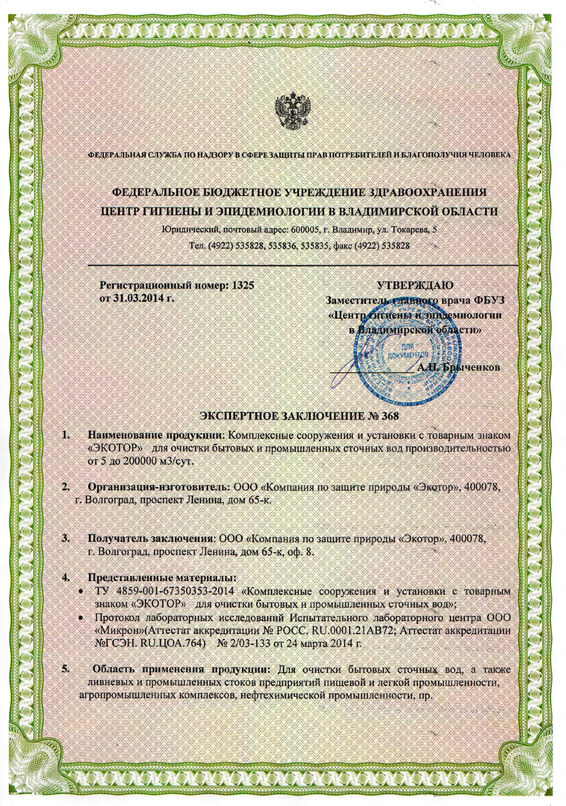 ФЕДЕРАЛЬНАЯ СЛУЖБА ПО НАДЗОРУ В СФЕРЕ ЗАЩИТЫ ПРАВ ПОТРЕБИТЕЛЕЙ И БЛАГОПОЛУЧИЯ ЧЕЛОВЕКА
ФЕДЕРАЛЬНОЕ БЮДЖЕТНОЕ УЧРЕЖДЕНИЕ ЗДРАВООХРАНЕНИЯ
ЦЕНТР ГИГИЕНЫ И ЭПИДЕМИОЛОГИИ В ВЛАДИМИРСКОЙ ОБЛАСТИ
Юридический, почтовый адрес: 600005, г. Владимир, ул. Токарева, 5
Тел. (4922) 535828, 535836, 535835, факс (4922) 535828
Регистрационный номер: 1325
от 31.03.2014 г.
УТВЕРЖДАЮ
Заместитель главного врача ФБУЗ
«Центр гигиены и эпидемиологии
в Владимирской области»
ДЛЯ
ДОКУМЕНТОВ
А.Н. Брыченков
ЭКСПЕРТНОЕ ЗАКЛЮЧЕНИЕ № 368
1. Наименование продукции: Комплексные сооружения и установки с товарным знаком
«ЭКОТОР» для очистки бытовых и промышленных сточных вод производительностью
от 5 до 200000 м3/сут.
2. Организация-изготовитель: ООО «Компания по защите природы «Экотор», 400078,
г. Волгоград, проспект Ленина, дом 65-к.
3. Получатель заключения: ООО «Компания по защите природы «Экотор», 400078,
г. Волгоград, проспект Ленина, дом 65-к, оф. 8.
4. Представленные материалы:
• ТУ 4859-001-67350353-2014 «Комплексные сооружения и установки с товарным
знаком «ЭКОТОР» для очистки бытовых и промышленных сточных вод»;
• Протокол лабораторных исследований Испытательного лабораторного центра ООО
«Микрон»(Аттестат аккредитации № РОСС. RU.0001.21АВ72; Аттестат аккредитации
№ГСЭН. RU.ЦОА.764) № 2/03-133 от 24 марта 2014 г.
5. Область применения продукции: Для очистки бытовых сточных вод, а также
ливневых и промышленных стоков предприятий пищевой и легкой промышленности,
агропромышленных комплексов, нефтехимической промышленности, пр.